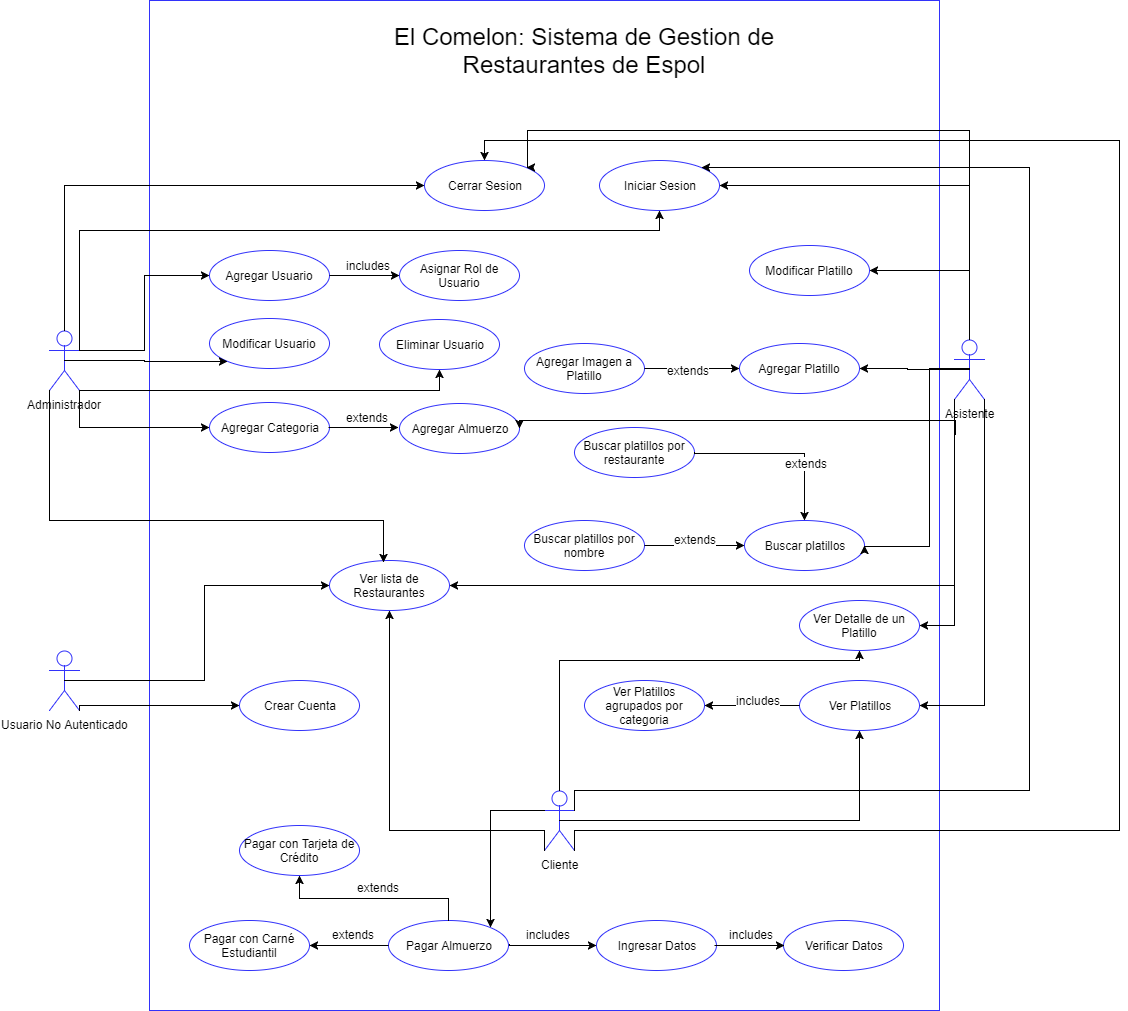 El Comelon: Sistema de Gestion de
Restaurantes de Espol
Cerrar Sesion
Iniciar Sesion
Agregar Usuario
includes
Asignar Rol de
Usuario
Modificar Platillo
Modificar Usuario
Eliminar Usuario
Agregar Imagen a
Platillo
extends
Agregar Platillo
Administrador
Asistente
Agregar Categoria
extends
Agregar Almuerzo
Buscar platillos por
restaurante
extends
Buscar platillos por
nombre
extends
Buscar platillos
Ver lista de
Restaurantes
Ver Detalle de un
Platillo
Usuario No Autenticado
Crear Cuenta
Ver Platillos
agrupados por
categoria
includes
Ver Platillos
Cliente
Pagar con Tarjeta de
Crédito
extends
Pagar con Carné
Estudiantil
extends
Pagar Almuerzo
includes
Ingresar Datos
includes
Verificar Datos